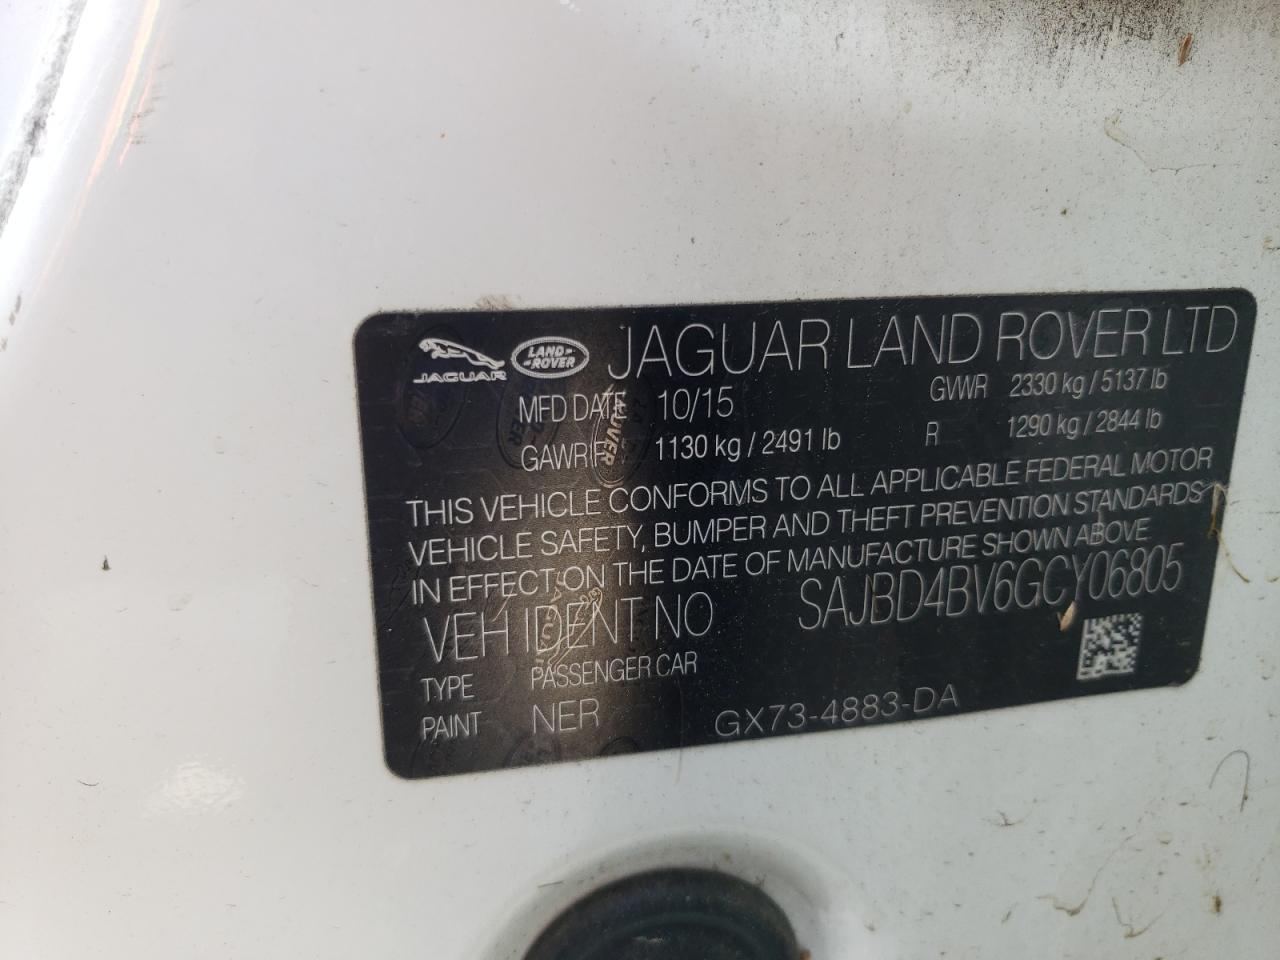 JAGUAR LAND-ROVER JAGUAR LAND ROVER LTD
MFD DATE 10/15 GVWR 2330 kg / 5137 lb
GAWR F 1130 kg / 2491 lb R 1290 kg / 2844 lb
THIS VEHICLE CONFORMS TO ALL APPLICABLE FEDERAL MOTOR
VEHICLE SAFETY, BUMPER AND THEFT PREVENTION STANDARDS
IN EFFECT ON THE DATE OF MANUFACTURE SHOWN ABOVE
VEH IDENT NO SAJBD4BV6GCY06805
TYPE PASSENGER CAR
PAINT NER GX73-4883-DA